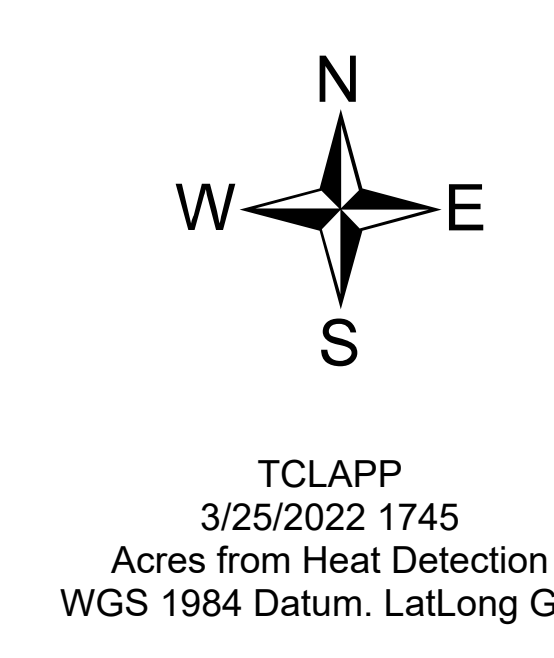 N
W E
S
TCLAPP
3/25/2022 1745
Acres from Heat Detection
WGS 1984 Datum. LatLong G